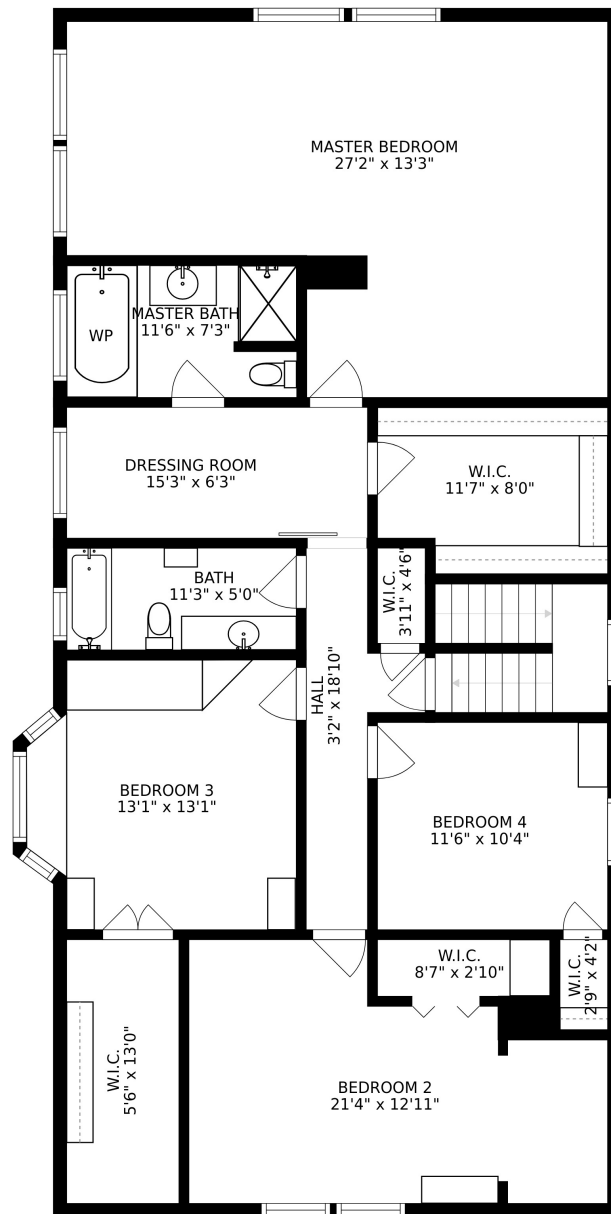 MASTER BEDROOM
27'2" x 13'3"
MASTER BATH
11'6" x 7'3"
WP
DRESSING ROOM
15'3" x 6'3"
W.I.C.
11'7" x 8'0"
BATH
11'3" x 5'0"
W.I.C.
3'11" x 4'6"
HALL
3'2" x 18'10"
BEDROOM 3
13'1" x 13'1"
BEDROOM 4
11'6" x 10'4"
W.I.C.
8'7" x 2'10"
W.I.C.
2'9" x 4'2"
W.I.C.
5'6" x 13'0"
BEDROOM 2
21'4" x 12'11"